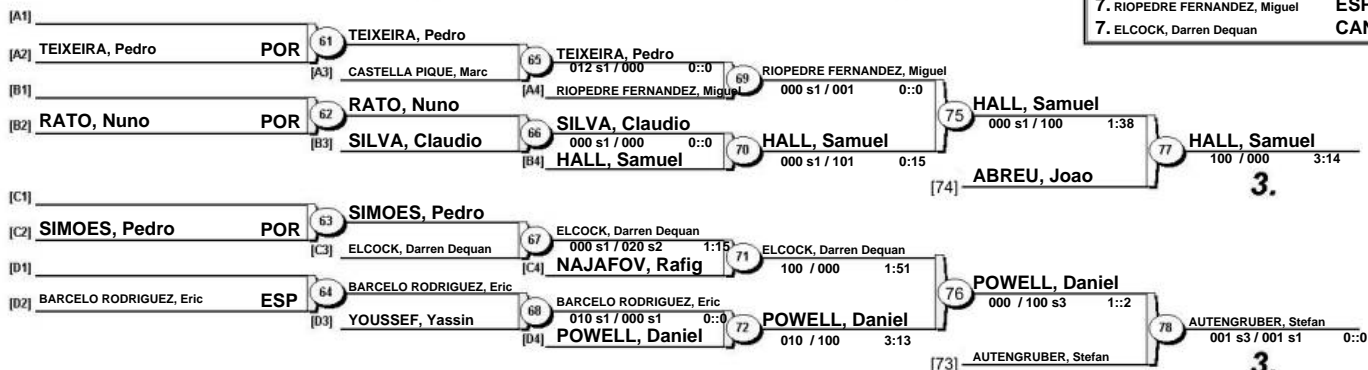 7. RIOPEDRE FERNANDEZ, Miguel ESP
7. ELCOCK, Darren Dequan CAN
[A1]
[A2] TEIXEIRA, Pedro POR
61 TEIXEIRA, Pedro
[A3] CASTELLA PIQUE, Marc
65 TEIXEIRA, Pedro
012 s1 / 000 0::0
[A4] RIOPEDRE FERNANDEZ, Miguel
69 RIOPEDRE FERNANDEZ, Miguel
000 s1 / 001 0::0
[B1]
[B2] RATO, Nuno POR
62 RATO, Nuno
[B3] SILVA, Claudio
66 SILVA, Claudio
000 s1 / 000 0::0
[B4] HALL, Samuel
70 HALL, Samuel
000 s1 / 101 0:15
75 HALL, Samuel
000 s1 / 100 1:38
[74] ABREU, Joao
77 HALL, Samuel
100 / 000 3:14
3.
[C1]
[C2] SIMOES, Pedro POR
63 SIMOES, Pedro
[C3] ELCOCK, Darren Dequan
67 ELCOCK, Darren Dequan
000 s1 / 020 s2 1:15
[C4] NAJAFOV, Rafig
71 ELCOCK, Darren Dequan
100 / 000 1:51
[D1]
[D2] BARCELO RODRIGUEZ, Eric ESP
64 BARCELO RODRIGUEZ, Eric
[D3] YOUSSEF, Yassin
68 BARCELO RODRIGUEZ, Eric
010 s1 / 000 s1 0::0
[D4] POWELL, Daniel
72 POWELL, Daniel
010 / 100 3:13
76 POWELL, Daniel
000 / 100 s3 1::2
[73] AUTENGRUBER, Stefan
78 AUTENGRUBER, Stefan
001 s3 / 001 s1 0::0
3.